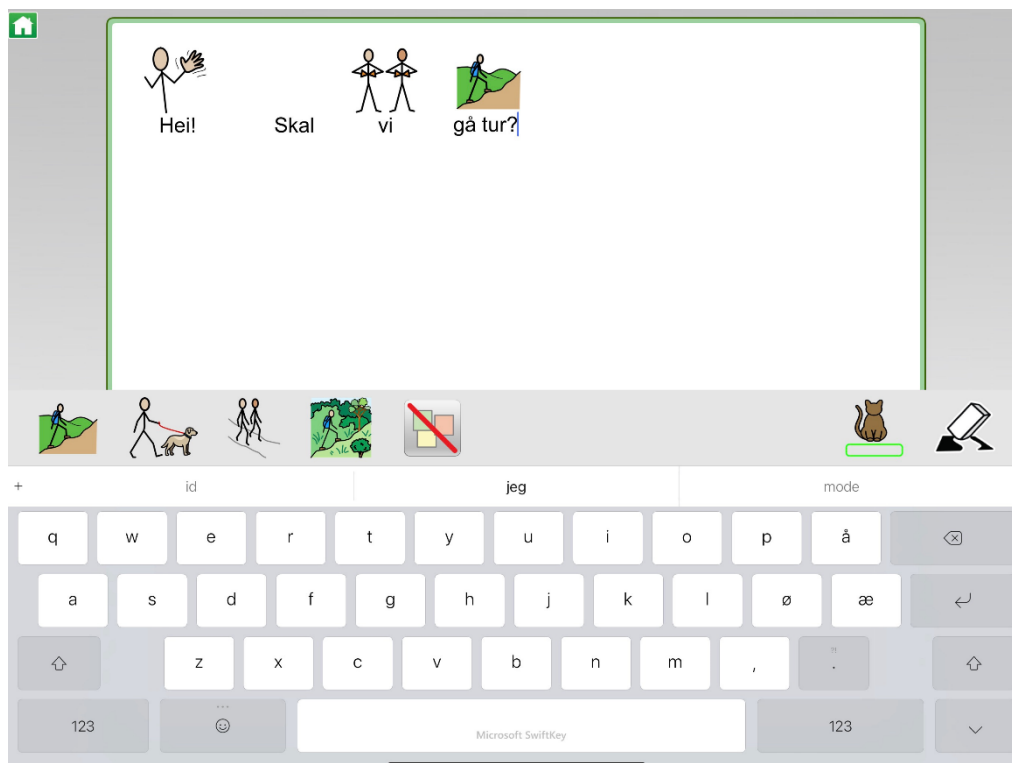 Hei! Skal vi gå tur?
+ id jeg mode
q w e r t y u i o p å
a s d f g h j k l ø æ
z x c v b n m , !? .
123 Microsoft SwiftKey 123